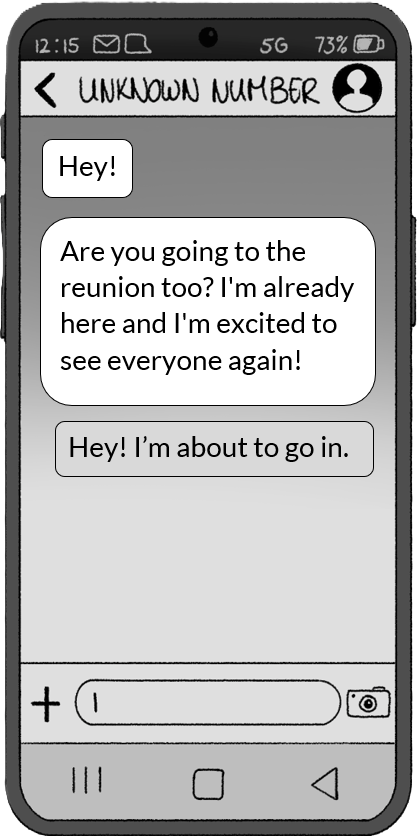 12:15 5G 73%
UNKNOWN NUMBER
Hey!
Are you going to the
reunion too? I'm already
here and I'm excited to
see everyone again!
Hey! I’m about to go in.